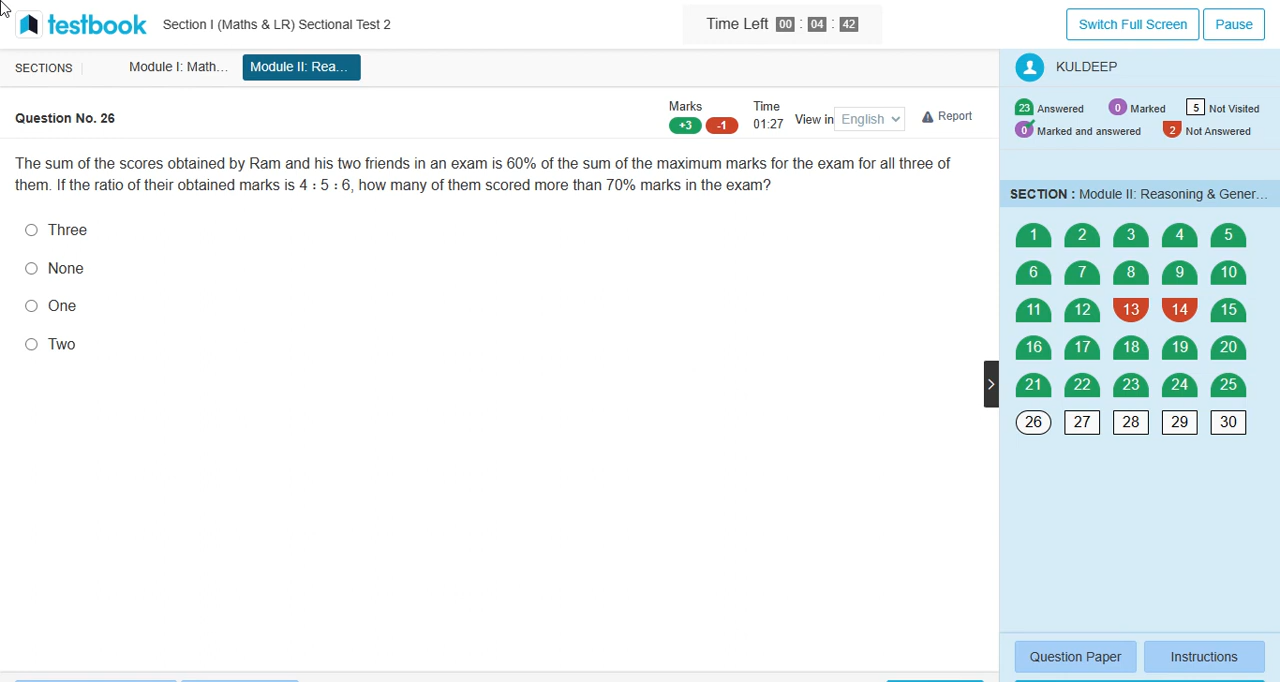 testbook Section I (Maths & LR) Sectional Test 2 Time Left 00 : 04 : 42 Switch Full Screen Pause
SECTIONS Module I: Math... Module II: Rea... KULDEEP
Question No. 26 Marks +3 -1 Time 01:27 View in English Report
23 Answered 0 Marked 5 Not Visited
0 Marked and answered 2 Not Answered
The sum of the scores obtained by Ram and his two friends in an exam is 60% of the sum of the maximum marks for the exam for all three of
them. If the ratio of their obtained marks is 4 : 5 : 6, how many of them scored more than 70% marks in the exam?
Three
None
One
Two
SECTION : Module II: Reasoning & Gener...
1 2 3 4 5
6 7 8 9 10
11 12 13 14 15
16 17 18 19 20
21 22 23 24 25
26 27 28 29 30
Question Paper Instructions